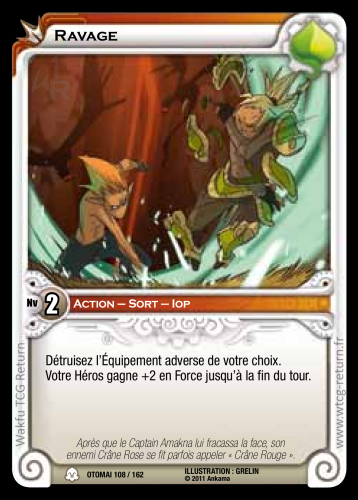 RAVAGE
NV 2 ACTION – SORT – IOP
Détruisez l'Équipement adverse de votre choix.
Votre Héros gagne +2 en Force jusqu'à la fin du tour.
Après que le Captain Amakna lui fracassa la face, son
ennemi Crâne Rose se fit parfois appeler « Crâne Rouge ».
OTOMAI 108 / 162
ILLUSTRATION : GRELIN
© 2011 Ankama
Wakfu TCG Return
www.wtcg-return.fr